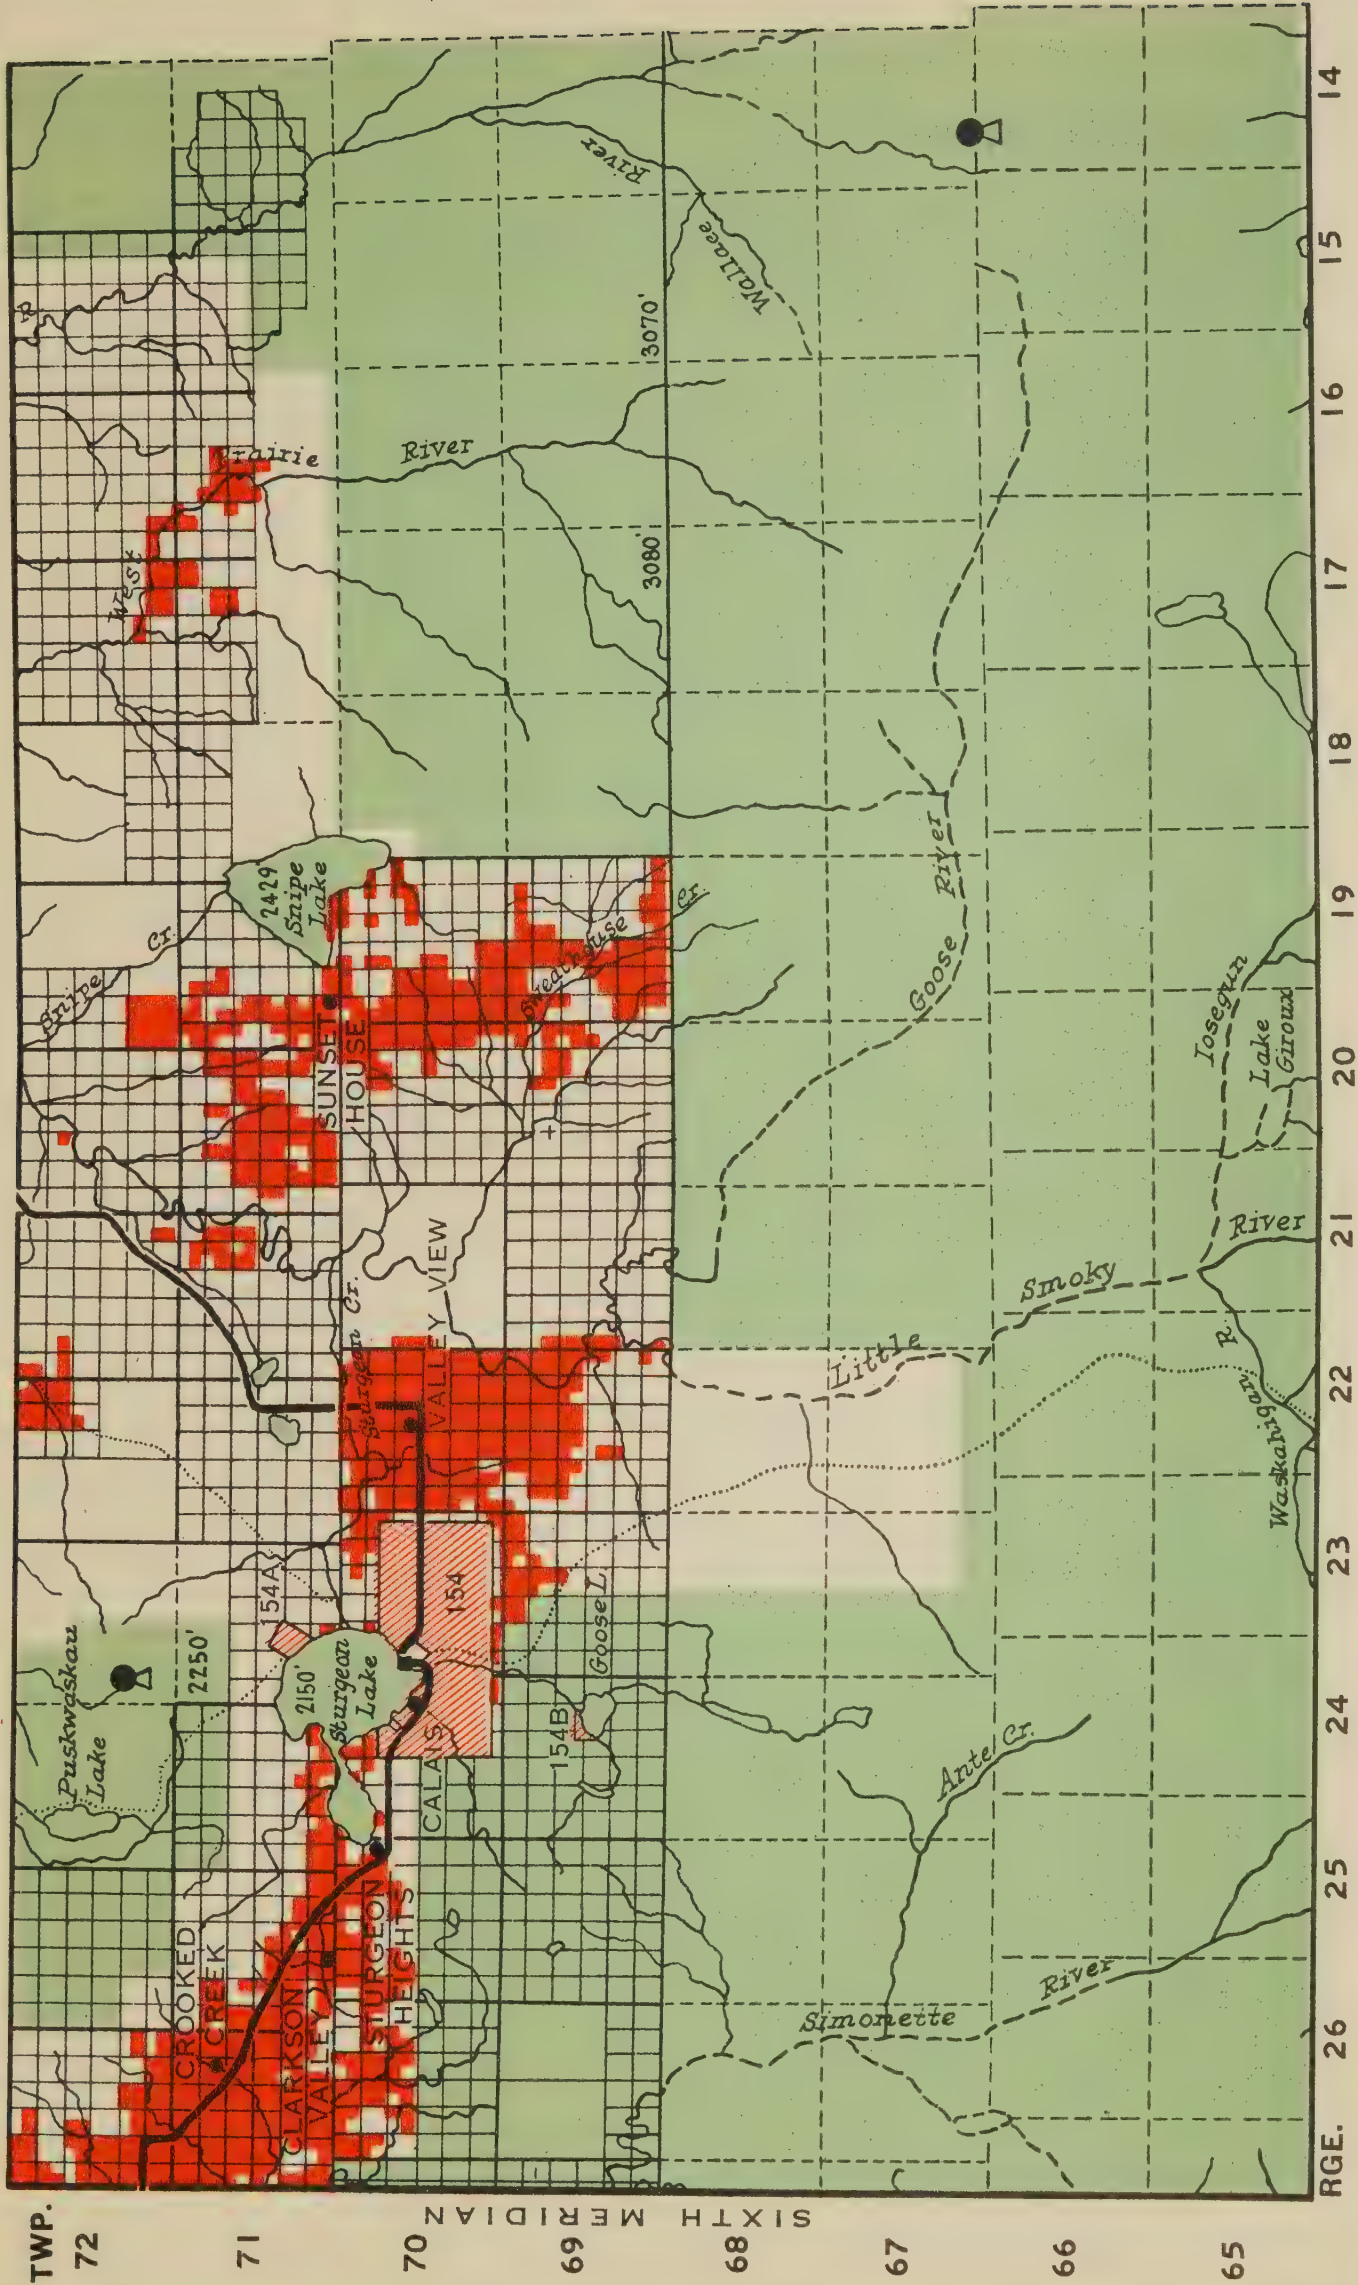 TWP.
72
71
70
69
68
67
66
65
RGE.
26
25
24
23
22
21
20
19
18
17
16
15
14
SIXTH MERIDIAN
CROOKED
CREEK
CLARKSON
VALLEY
STURGEON
HEIGHTS
CALAIS
Puskwaskau
Lake
2250'
2150'
Sturgeon
Lake
154A
154
154B
Goose L.
VALLEY VIEW
Sturgeon Cr.
SUNSET
HOUSE
Snipe Cr.
2429
Snipe
Lake
Sweathouse Cr.
West Prairie River
R.
3080'
3070'
Wallace River
Goose River
Little Smoky River
Iosegun
Lake
Giroux
Waskahigan R.
Ante Cr.
Simonette River